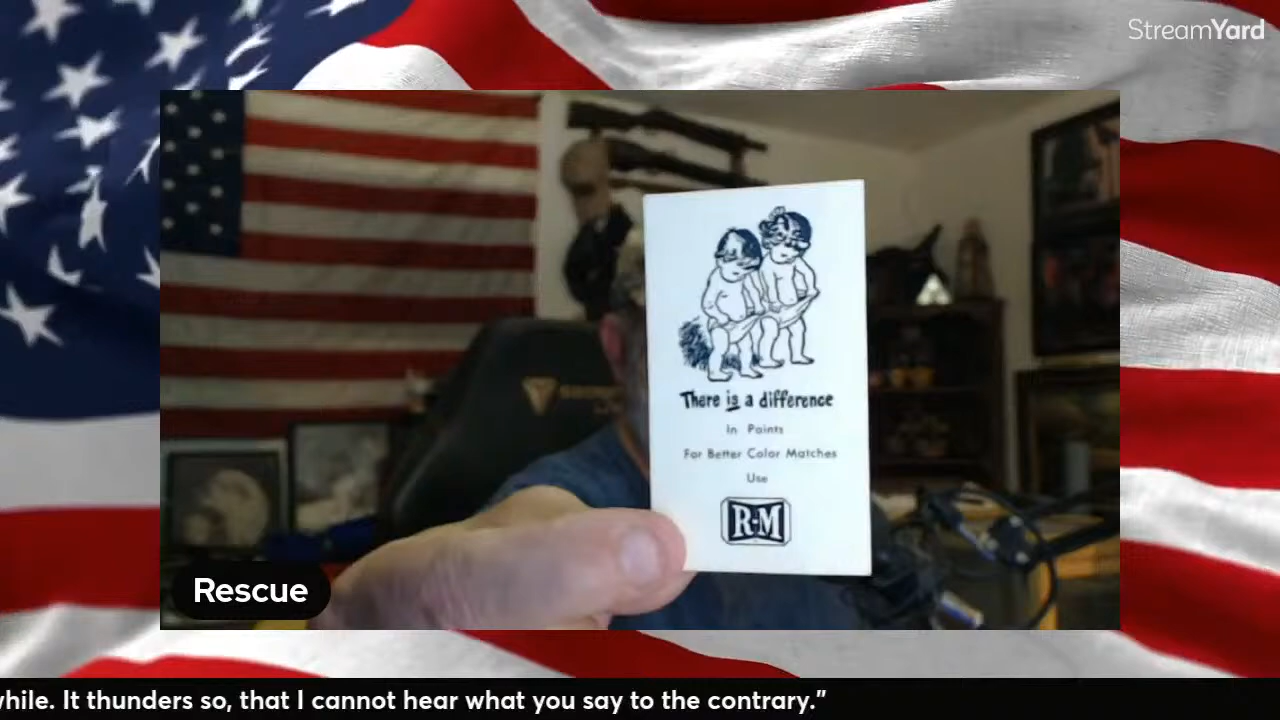 StreamYard
There is a difference
In Paints
For Better Color Matches
Use
R-M
Rescue
while. It thunders so, that I cannot hear what you say to the contrary.”